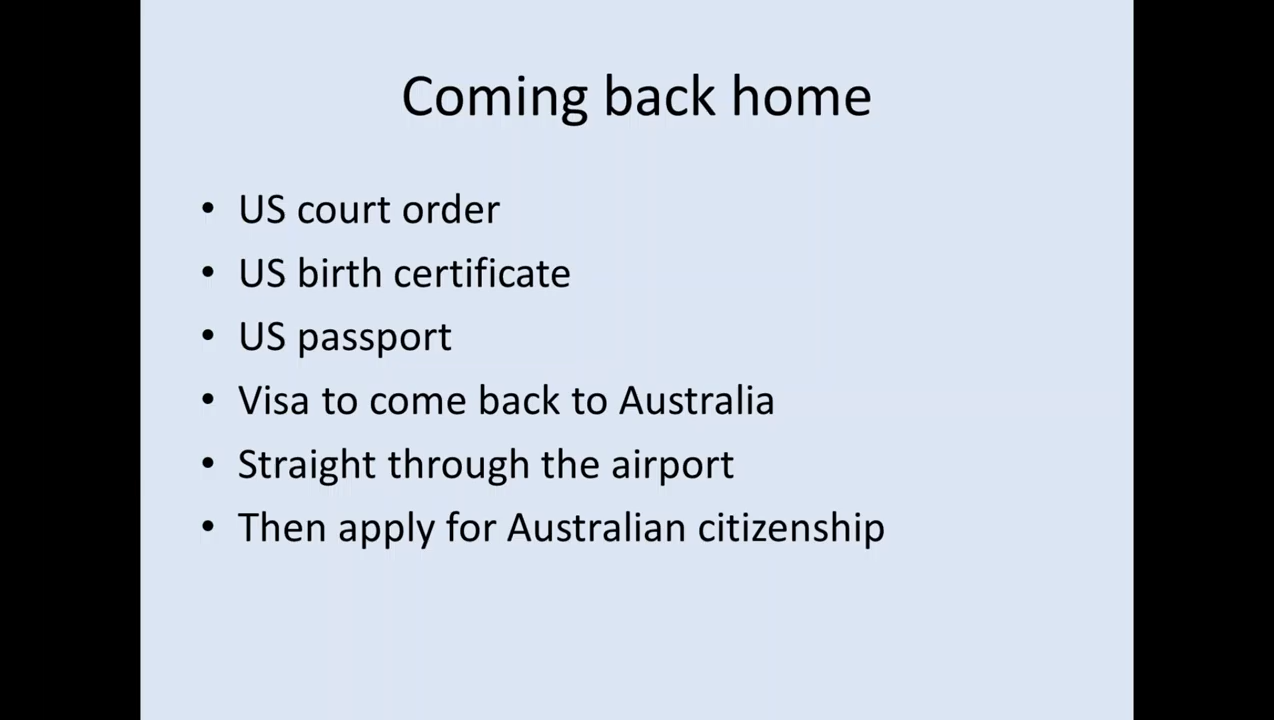 Coming back home
• US court order
• US birth certificate
• US passport
• Visa to come back to Australia
• Straight through the airport
• Then apply for Australian citizenship